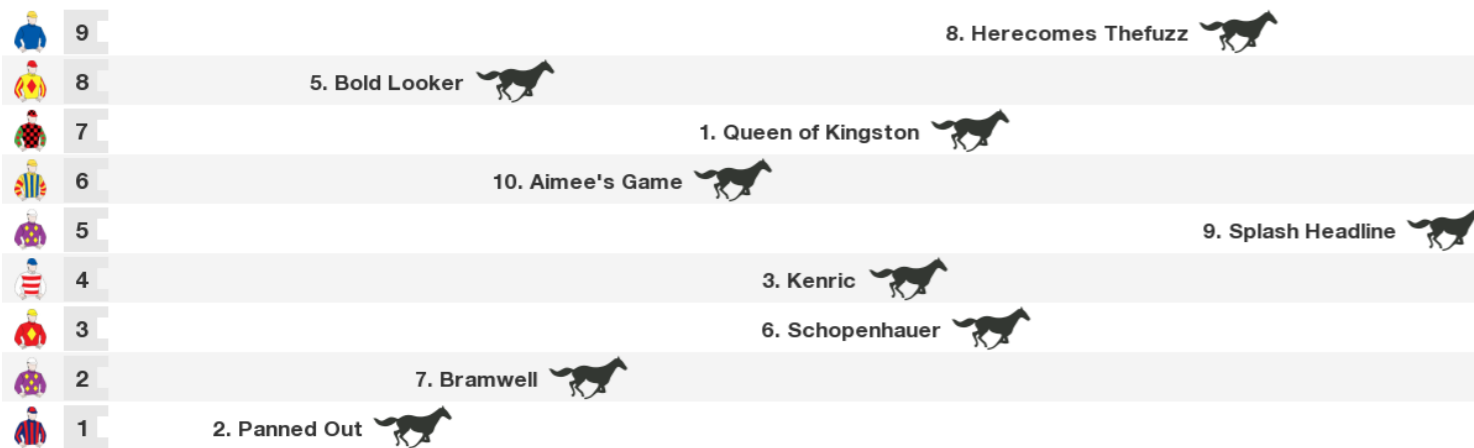 9 8. Herecomes Thefuzz
8 5. Bold Looker
7 1. Queen of Kingston
6 10. Aimee's Game
5 9. Splash Headline
4 3. Kenric
3 6. Schopenhauer
2 7. Bramwell
1 2. Panned Out